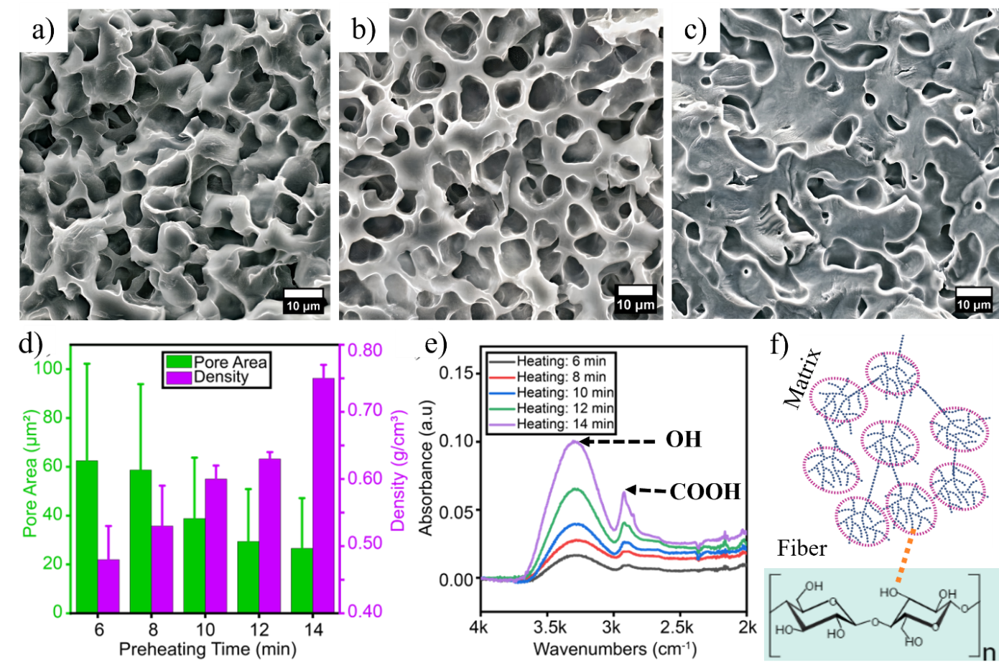 a)
b)
c)
10 μm
10 μm
10 μm
d)
Pore Area
Density
Pore Area (μm²)
100
80
60
40
20
0
Density (g/cm³)
0.80
0.70
0.60
0.50
0.40
6 8 10 12 14
Preheating Time (min)
e)
Heating: 6 min
Heating: 8 min
Heating: 10 min
Heating: 12 min
Heating: 14 min
OH
COOH
Absorbance (a.u)
0.15
0.10
0.05
0.00
4k 3.5k 3k 2.5k 2k
Wavenumbers (cm⁻¹)
f)
Matrix
Fiber
OH
HO
OH
O
O
O
HO
HO
O
HO
n